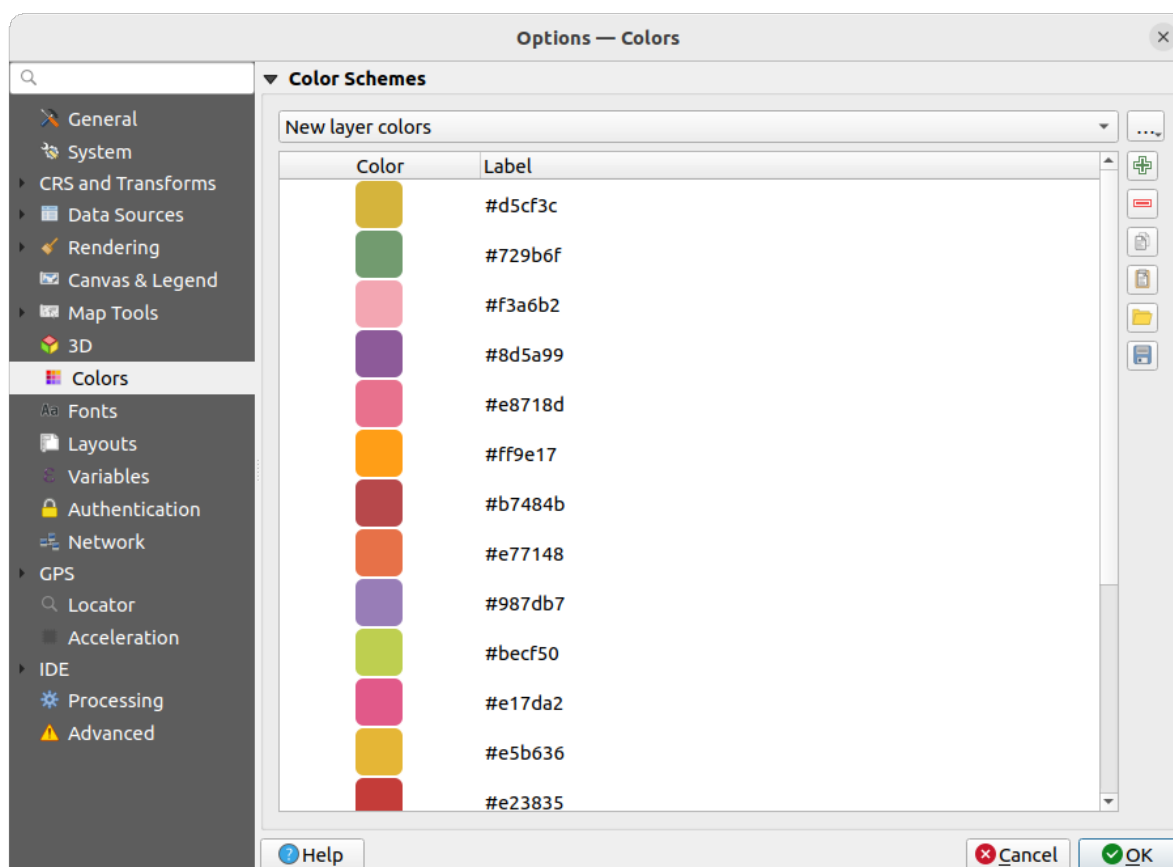 Options — Colors
Color Schemes
General
System
CRS and Transforms
Data Sources
Rendering
Canvas & Legend
Map Tools
3D
Colors
Aa Fonts
Layouts
Variables
Authentication
Network
GPS
Locator
Acceleration
IDE
Processing
Advanced
New layer colors
...
Color Label
#d5cf3c
#729b6f
#f3a6b2
#8d5a99
#e8718d
#ff9e17
#b7484b
#e77148
#987db7
#becf50
#e17da2
#e5b636
#e23835
Help
Cancel
OK